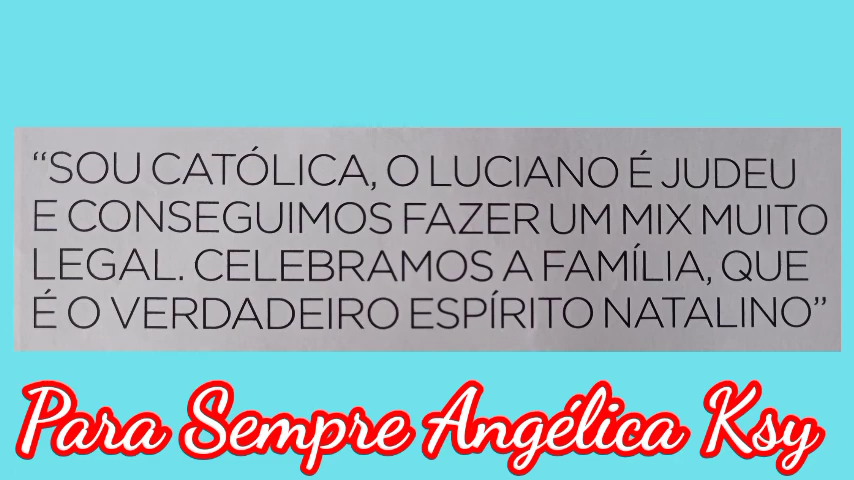 “SOU CATÓLICA, O LUCIANO É JUDEU
E CONSEGUIMOS FAZER UM MIX MUITO
LEGAL. CELEBRAMOS A FAMÍLIA, QUE
É O VERDADEIRO ESPÍRITO NATALINO”
Para Sempre Angélica Ksy